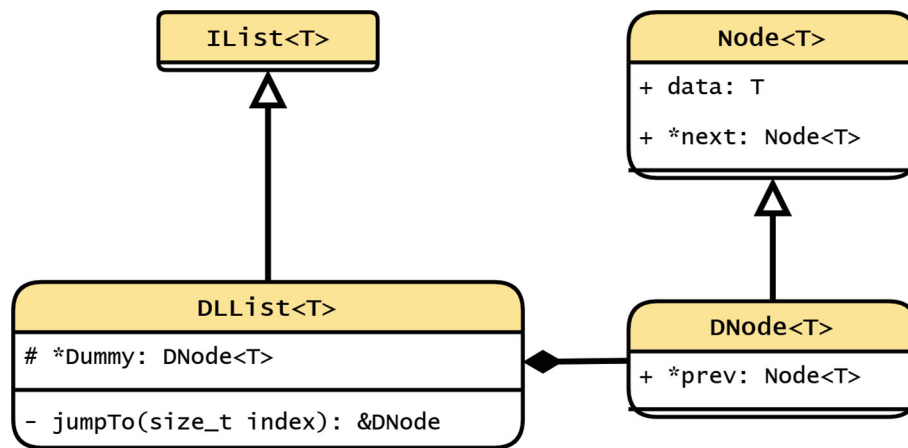 IList<T>
Node<T>
+ data: T
+ *next: Node<T>
DLList<T>
# *Dummy: DNode<T>
- jumpTo(size_t index): &DNode
DNode<T>
+ *prev: Node<T>